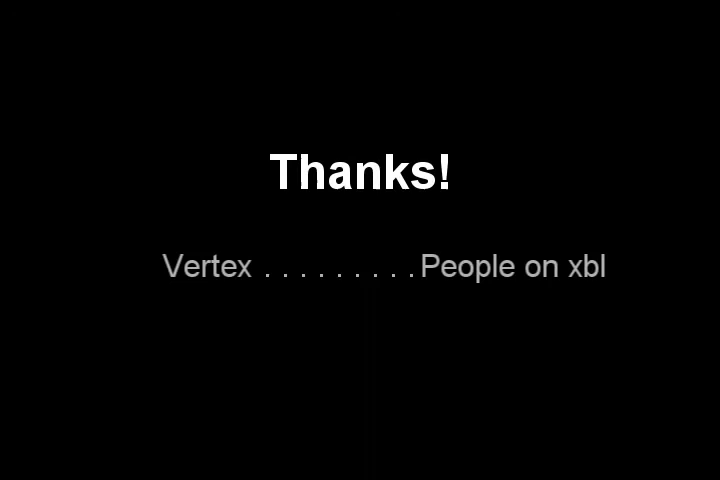 Thanks!
Vertex . . . . . . . . .People on xbl